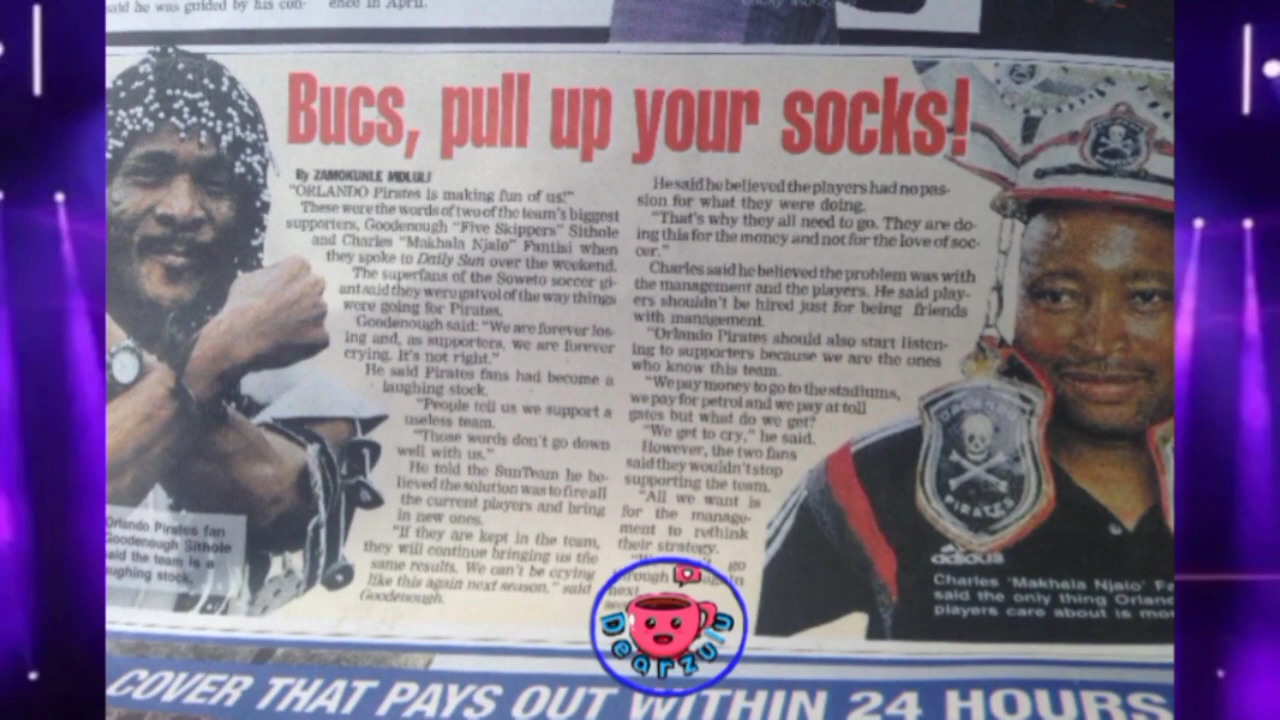 said he was guided by his con-
ence in April.
Bucs, pull up your socks!
By ZAMOKUNLE MDLULI
"ORLANDO Pirates is making fun of us!"
These were the words of two of the team's biggest
supporters, Goodenough "Five Skippers" Sithole
and Charles "Makhala Njalo" Fantisi when
they spoke to Daily Sun over the weekend.
The superfans of the Soweto soccer gi-
ant said they were gatvol of the way things
were going for Pirates.
Goodenough said: "We are forever los-
ing and, as supporters, we are forever
crying. It's not right."
He said Pirates fans had become a
laughing stock.
"People tell us we support a
useless team.
"Those words don't go down
well with us."
He told the SunTeam he be-
lieved the solution was to fire all
the current players and bring
in new ones.
"If they are kept in the team,
they will continue bringing us the
same results. We can't be crying
like this again next season," said
Goodenough.
He said he believed the players had no pas-
sion for what they were doing.
"That's why they all need to go. They are do-
ing this for the money and not for the love of soc-
cer."
Charles said he believed the problem was with
the management and the players. He said play-
ers shouldn't be hired just for being friends
with management.
"Orlando Pirates should also start listen-
ing to supporters because we are the ones
who know this team.
"We pay money to go to the stadiums,
we pay for petrol and we pay at toll
gates but what do we get?
"We get to cry," he said.
However, the two fans
said they wouldn't stop
supporting the team.
"All we want is
for the manage-
ment to rethink
their strategy.
go
through
next
Orlando Pirates fan
Goodenough Sithole
said the team is a
laughing stock.
PIRATES
adidas
Charles 'Makhala Njalo' Fa
said the only thing Orland
players care about is mo
Dearzulu
COVER THAT PAYS OUT WITHIN 24 HOURS